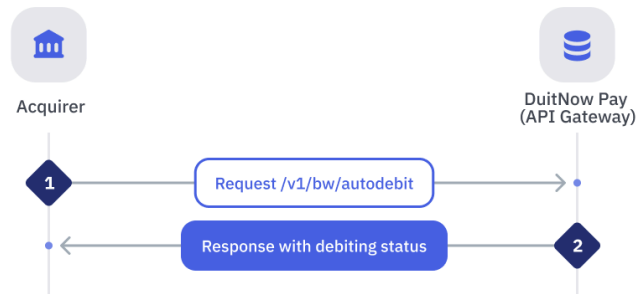 Acquirer
DuitNow Pay
(API Gateway)
1
Request /v1/bw/autodebit
Response with debiting status
2